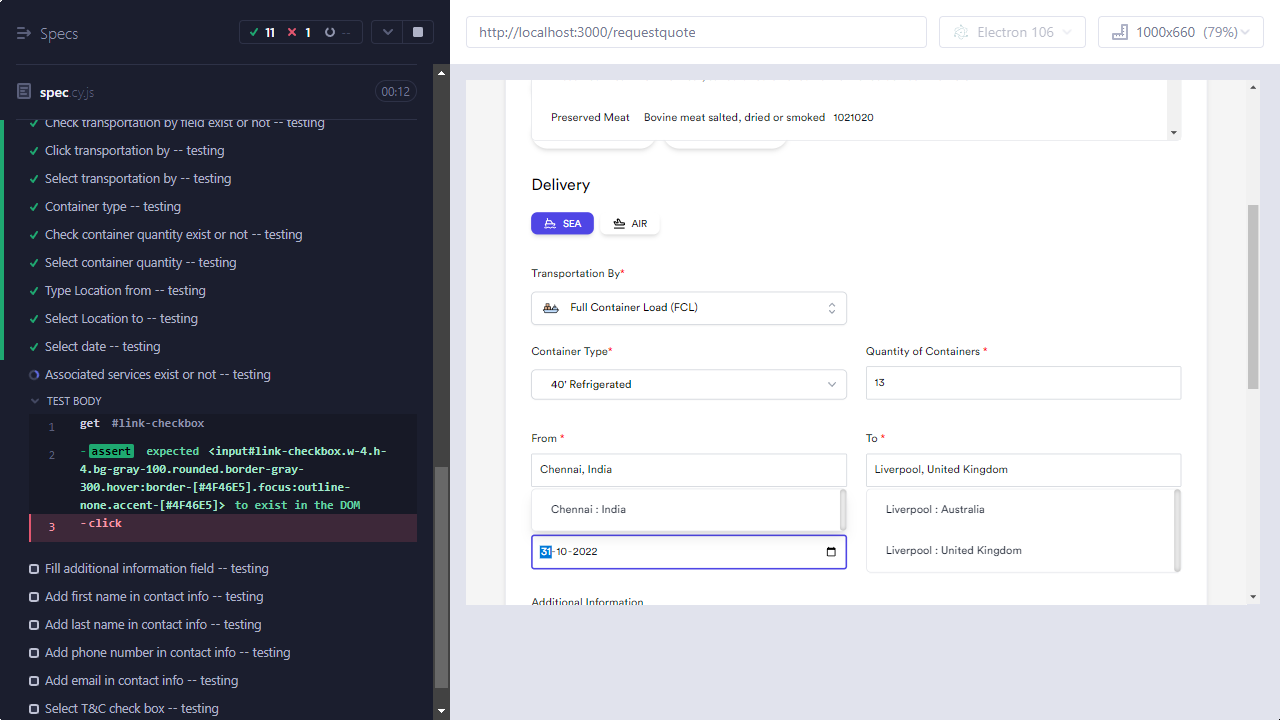 Specs
11 1 --
spec.cy.js
00:12
Check transportation by field exist or not -- testing
Click transportation by -- testing
Select transportation by -- testing
Container type -- testing
Check container quantity exist or not -- testing
Select container quantity -- testing
Type Location from -- testing
Select Location to -- testing
Select date -- testing
Associated services exist or not -- testing
TEST BODY
1 get #link-checkbox
2 -assert expected <input#link-checkbox.w-4.h-
4.bg-gray-100.rounded.border-gray-
300.hover:border-[#4F46E5].focus:outline-
none.accent-[#4F46E5]> to exist in the DOM
3 -click
Fill additional information field -- testing
Add first name in contact info -- testing
Add last name in contact info -- testing
Add phone number in contact info -- testing
Add email in contact info -- testing
Select T&C check box -- testing
http://localhost:3000/requestquote
Electron 106
1000x660 (79%)
Preserved Meat Bovine meat salted, dried or smoked 1021020
Delivery
SEA
AIR
Transportation By*
Full Container Load (FCL)
Container Type*
Quantity of Containers *
40' Refrigerated
13
From *
To *
Chennai, India
Liverpool, United Kingdom
Chennai : India
Liverpool : Australia
31-10-2022
Liverpool : United Kingdom
Additional Information